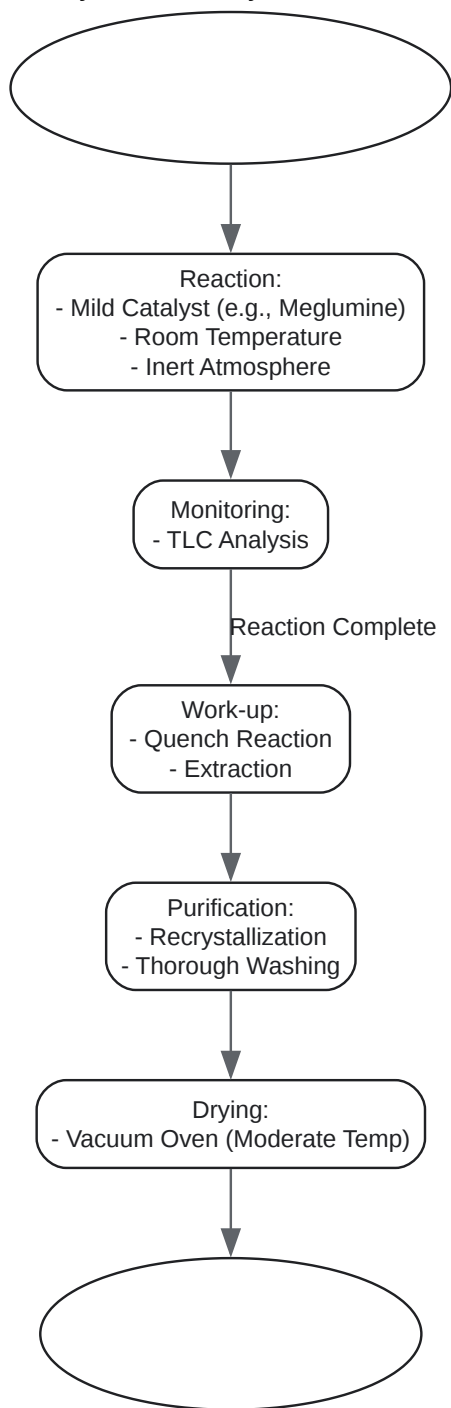 Reaction:
- Mild Catalyst (e.g., Meglumine)
- Room Temperature
- Inert Atmosphere
Monitoring:
- TLC Analysis
Reaction Complete
Work-up:
- Quench Reaction
- Extraction
Purification:
- Recrystallization
- Thorough Washing
Drying:
- Vacuum Oven (Moderate Temp)